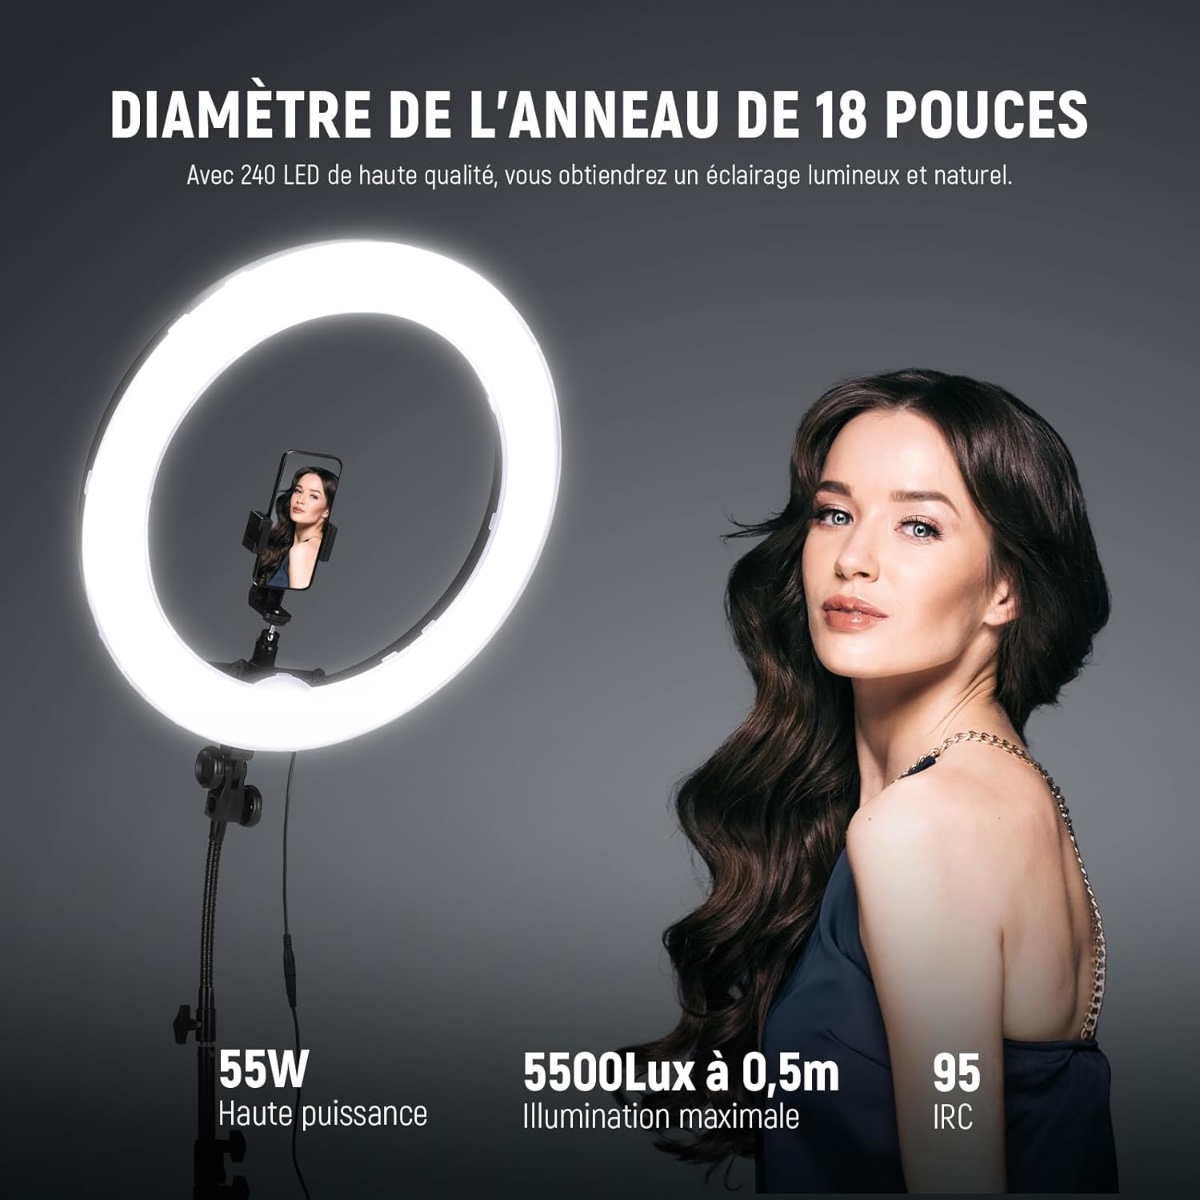 DIAMÈTRE DE L'ANNEAU DE 18 POUCES
Avec 240 LED de haute qualité, vous obtiendrez un éclairage lumineux et naturel.
55W
Haute puissance
5500Lux à 0,5m
Illumination maximale
95
IRC